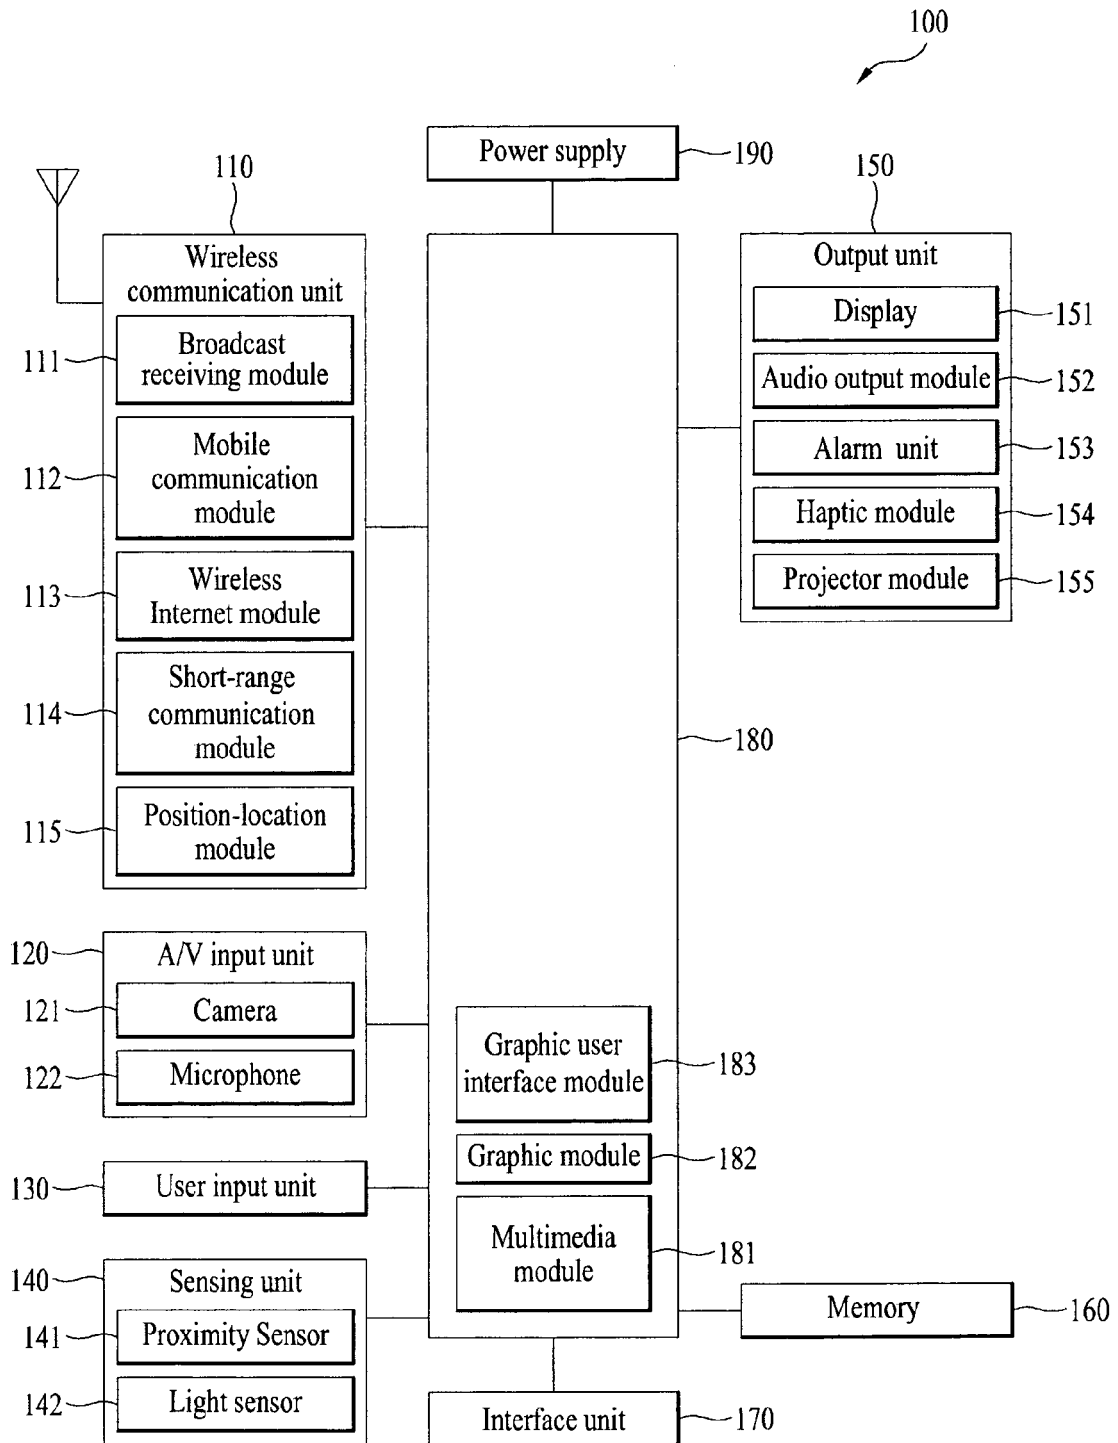 100
Power supply
190
110
Wireless
communication unit
111
Broadcast
receiving module
112
Mobile
communication
module
113
Wireless
Internet module
114
Short-range
communication
module
115
Position-location
module
120
A/V input unit
121
Camera
122
Microphone
130
User input unit
140
Sensing unit
141
Proximity Sensor
142
Light sensor
180
Graphic user
interface module
183
Graphic module
182
Multimedia
module
181
Interface unit
170
150
Output unit
Display
151
Audio output module
152
Alarm unit
153
Haptic module
154
Projector module
155
Memory
160